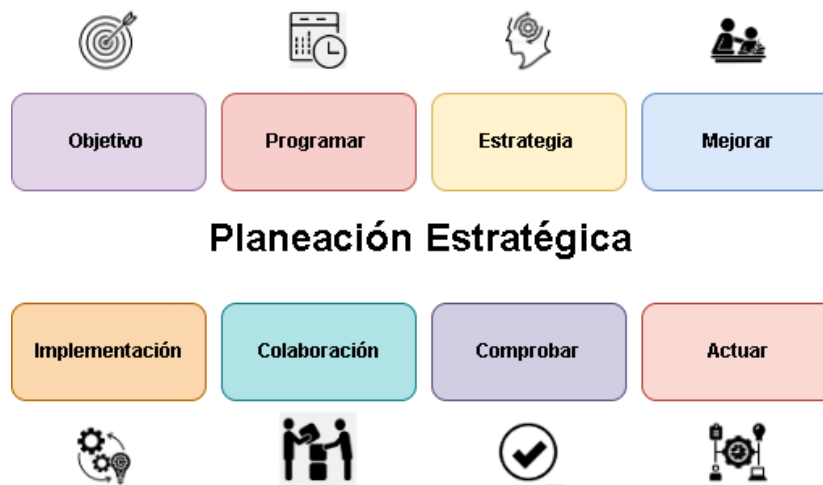 Objetivo
Programar
Estrategia
Mejorar
Planeación Estratégica
Implementación
Colaboración
Comprobar
Actuar